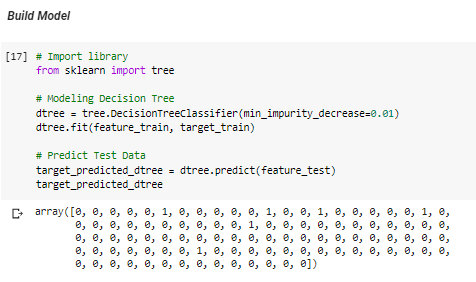 Build Model
[17] # Import library
from sklearn import tree
# Modeling Decision Tree
dtree = tree.DecisionTreeClassifier(min_impurity_decrease=0.01)
dtree.fit(feature_train, target_train)
# Predict Test Data
target_predicted_dtree = dtree.predict(feature_test)
target_predicted_dtree
array([0, 0, 0, 0, 0, 1, 0, 0, 0, 0, 0, 1, 0, 0, 1, 0, 0, 0, 0, 0, 1, 0,
0, 0, 0, 0, 0, 0, 0, 0, 0, 0, 1, 0, 0, 0, 0, 0, 0, 0, 0, 0, 0, 0,
0, 0, 0, 0, 0, 0, 0, 0, 0, 0, 0, 0, 0, 0, 0, 0, 0, 0, 0, 0, 0, 0,
0, 0, 0, 0, 0, 0, 0, 1, 0, 0, 0, 0, 0, 0, 0, 0, 0, 0, 0, 0, 0, 0,
0, 0, 0, 0, 0, 0, 0, 0, 0, 0, 0, 0, 0, 0])